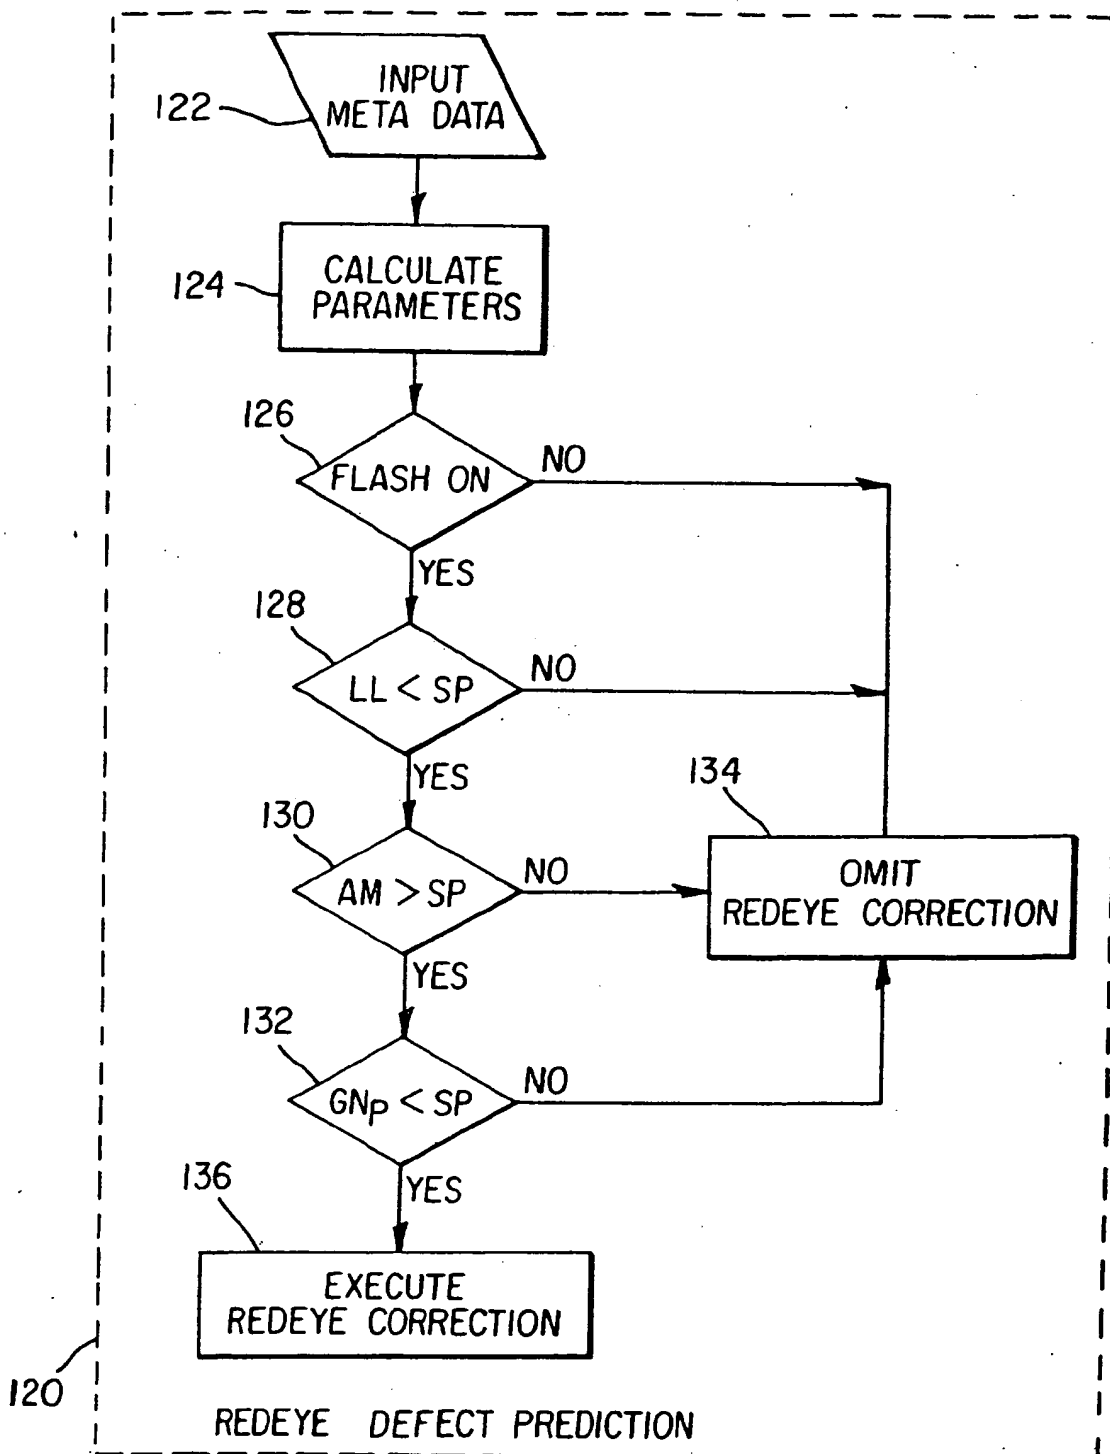 INPUT
META DATA
122
CALCULATE
PARAMETERS
124
126
FLASH ON
NO
YES
128
LL < SP
NO
YES
134
130
AM > SP
NO
OMIT
REDEYE CORRECTION
YES
132
GNP < SP
NO
YES
136
EXECUTE
REDEYE CORRECTION
120
REDEYE DEFECT PREDICTION